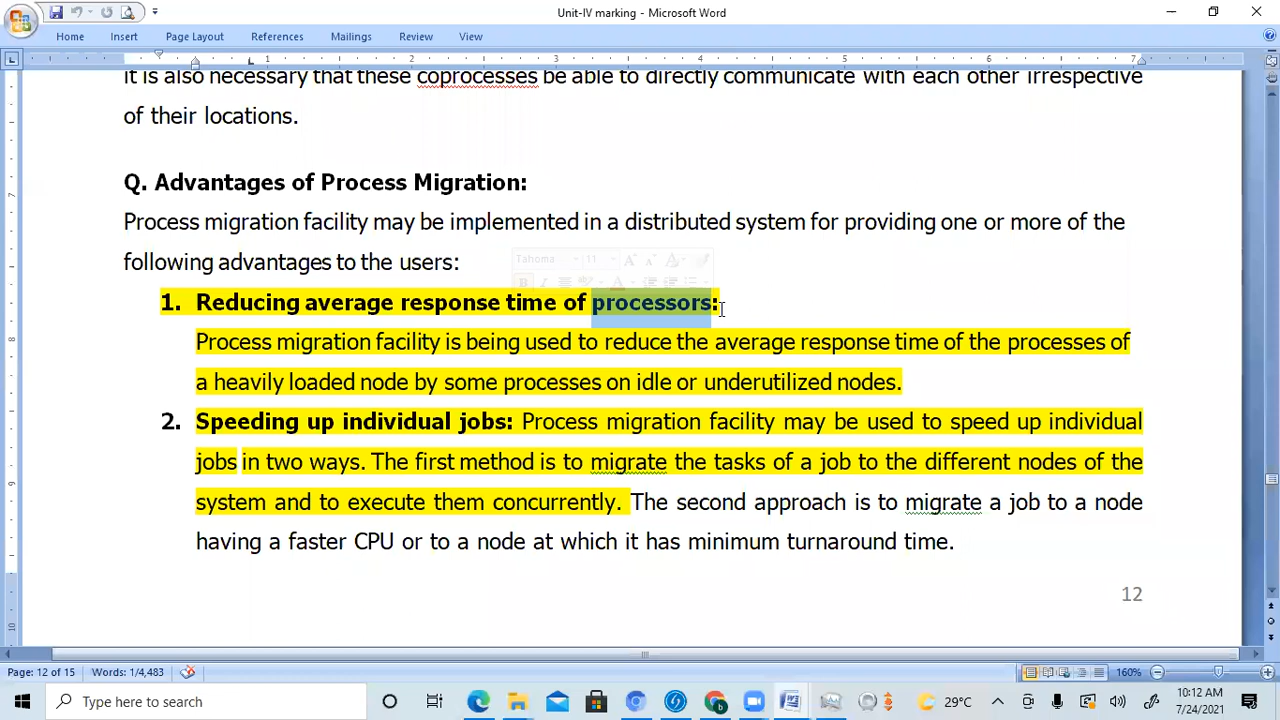 Unit-IV marking - Microsoft Word
Home Insert Page Layout References Mailings Review View
1 2 3 4 5 6 7
it is also necessary that these coprocesses be able to directly communicate with each other irrespective
of their locations.
Q. Advantages of Process Migration:
Process migration facility may be implemented in a distributed system for providing one or more of the
following advantages to the users:
Tahoma 11
1. Reducing average response time of processors:
Process migration facility is being used to reduce the average response time of the processes of
a heavily loaded node by some processes on idle or underutilized nodes.
2. Speeding up individual jobs: Process migration facility may be used to speed up individual
jobs in two ways. The first method is to migrate the tasks of a job to the different nodes of the
system and to execute them concurrently. The second approach is to migrate a job to a node
having a faster CPU or to a node at which it has minimum turnaround time.
12
Page: 12 of 15 Words: 1/4,483 160%
Type here to search 29°C 10:12 AM
7/24/2021